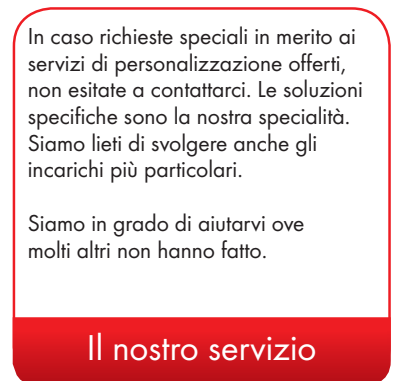 In caso richieste speciali in merito ai
servizi di personalizzazione offerti,
non esitate a contattarci. Le soluzioni
specifiche sono la nostra specialità.
Siamo lieti di svolgere anche gli
incarichi più particolari.
Siamo in grado di aiutarvi ove
molti altri non hanno fatto.
Il nostro servizio